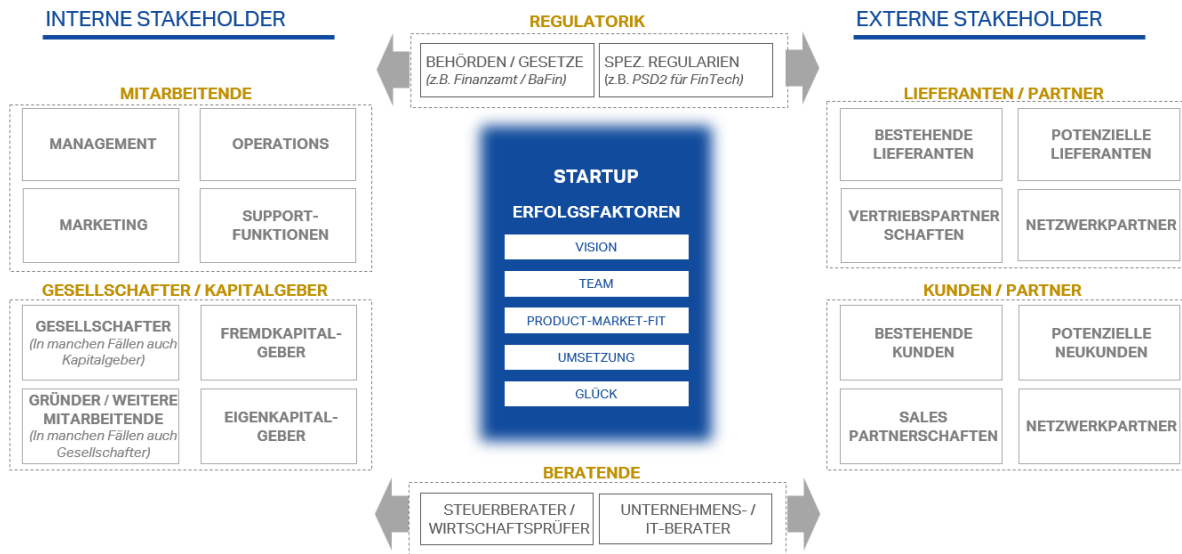 INTERNE STAKEHOLDER
REGULATORIK
EXTERNE STAKEHOLDER
BEHÖRDEN / GESETZE
(z.B. Finanzamt / BaFin)
SPEZ. REGULARIEN
(z.B. PSD2 für FinTech)
MITARBEITENDE
MANAGEMENT
OPERATIONS
MARKETING
SUPPORT-
FUNKTIONEN
GESELLSCHAFTER / KAPITALGEBER
GESELLSCHAFTER
(In manchen Fällen auch
Kapitalgeber)
FREMDKAPITAL-
GEBER
GRÜNDER / WEITERE
MITARBEITENDE
(In manchen Fällen auch
Gesellschafter)
EIGENKAPITAL-
GEBER
STARTUP
ERFOLGSFAKTOREN
VISION
TEAM
PRODUCT-MARKET-FIT
UMSETZUNG
GLÜCK
LIEFERANTEN / PARTNER
BESTEHENDE
LIEFERANTEN
POTENZIELLE
LIEFERANTEN
VERTRIEBSPARTNER
SCHAFTEN
NETZWERKPARTNER
KUNDEN / PARTNER
BESTEHENDE
KUNDEN
POTENZIELLE
NEUKUNDEN
SALES
PARTNERSCHAFTEN
NETZWERKPARTNER
BERATENDE
STEUERBERATER /
WIRTSCHAFTSPRÜFER
UNTERNEHMENS- /
IT-BERATER